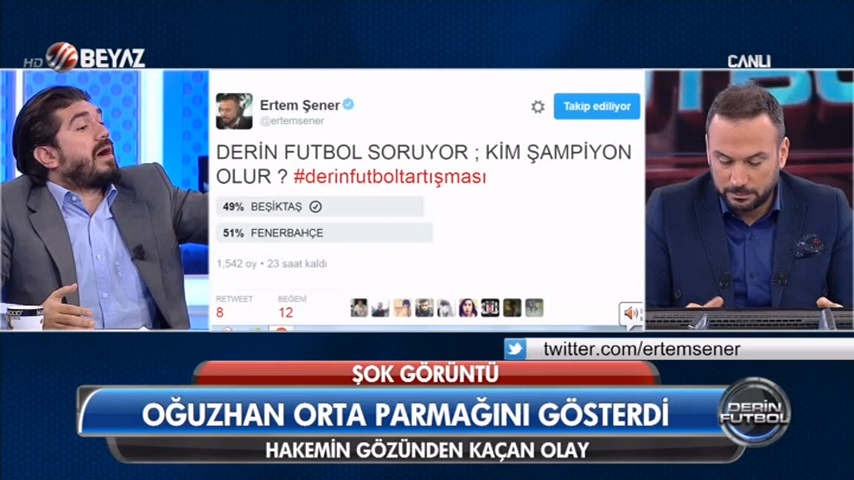 HD BEYAZ
CANLI
Ertem Şener
@ertemsener
Takip ediliyor
DERİN FUTBOL SORUYOR ; KİM ŞAMPİYON
OLUR ? #derinfutboltartışması
49% BEŞİKTAŞ
51% FENERBAHÇE
1,542 oy • 23 saat kaldı
RETWEET
8
BEĞENİ
12
twitter.com/ertemsener
ŞOK GÖRÜNTÜ
OĞUZHAN ORTA PARMAĞINI GÖSTERDİ
HAKEMİN GÖZÜNDEN KAÇAN OLAY
DERİN
FUTBOL